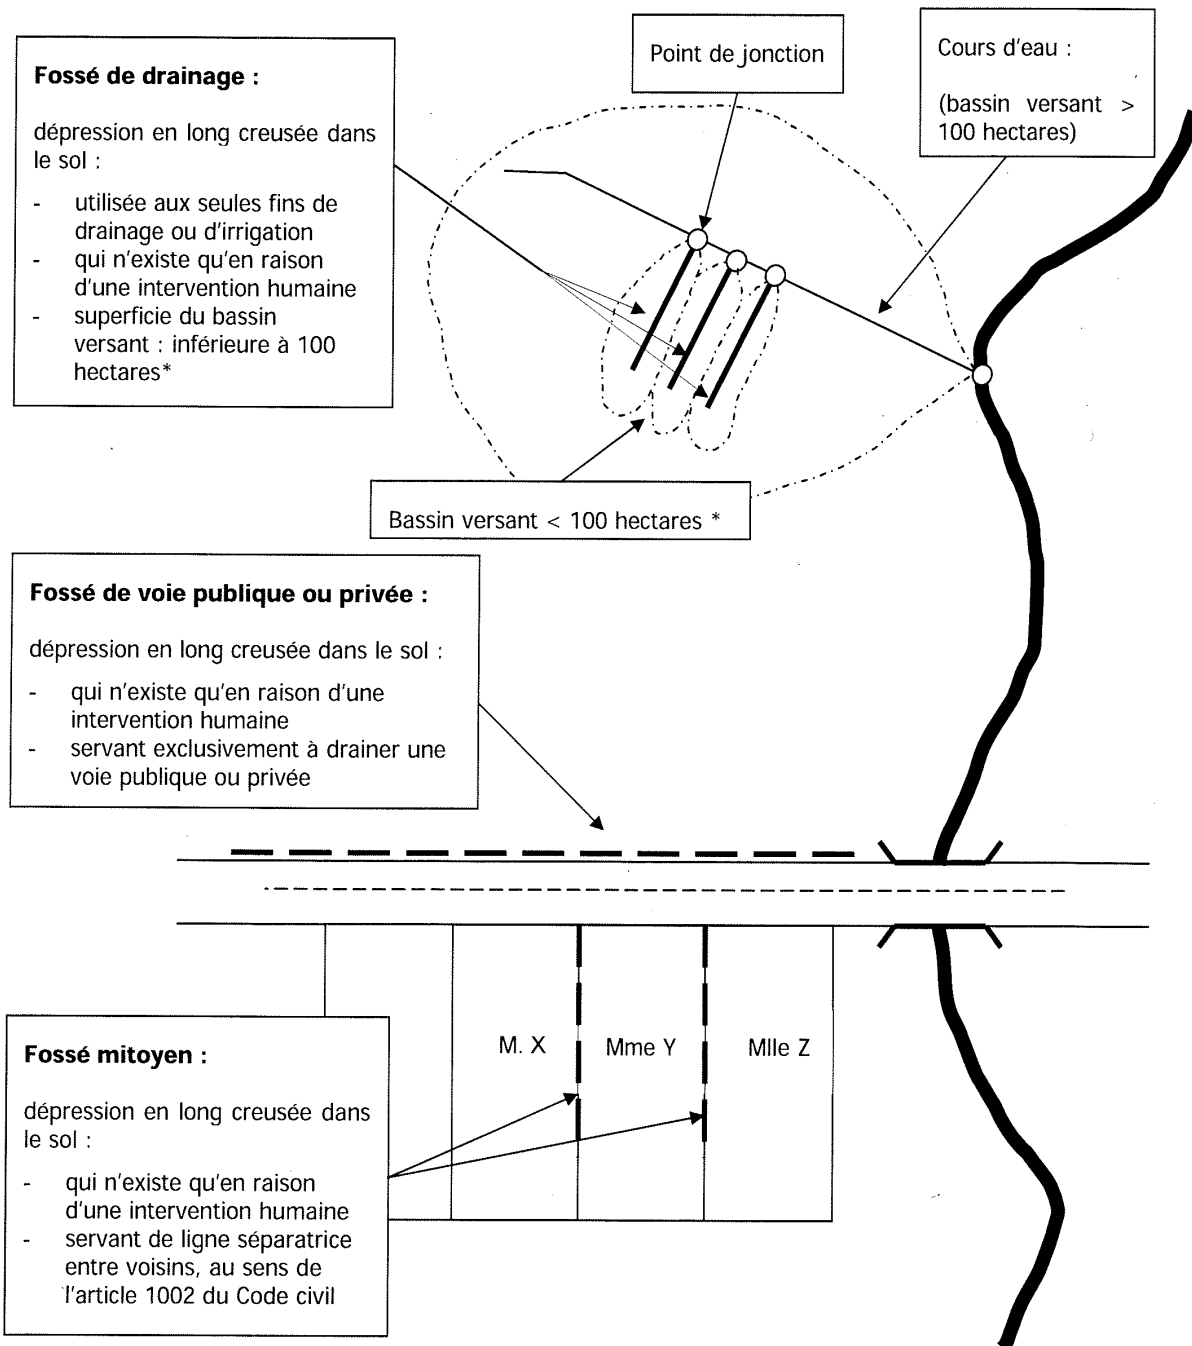 Point de jonction
Cours d'eau :
(bassin versant >
100 hectares)
Fossé de drainage :
dépression en long creusée dans
le sol :
- utilisée aux seules fins de
drainage ou d'irrigation
- qui n'existe qu'en raison
d'une intervention humaine
- superficie du bassin
versant : inférieure à 100
hectares*
Bassin versant < 100 hectares *
Fossé de voie publique ou privée :
dépression en long creusée dans le sol :
- qui n'existe qu'en raison d'une
intervention humaine
- servant exclusivement à drainer une
voie publique ou privée
M. X
Mme Y
Mlle Z
Fossé mitoyen :
dépression en long creusée dans
le sol :
- qui n'existe qu'en raison
d'une intervention humaine
- servant de ligne séparatrice
entre voisins, au sens de
l'article 1002 du Code civil